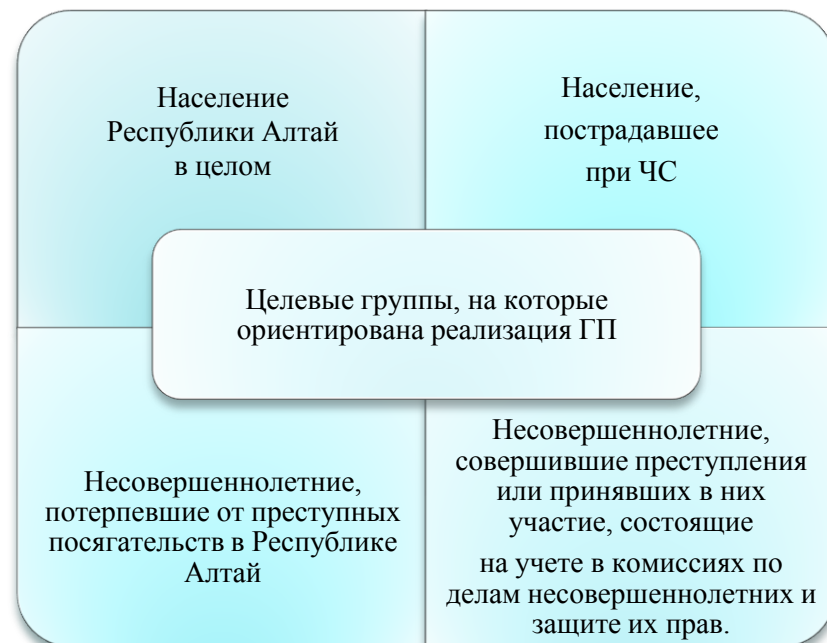 Население
Республики Алтай
в целом
Население,
пострадавшее
при ЧС
Целевые группы, на которые
ориентирована реализация ГП
Несовершеннолетние,
потерпевшие от преступных
посягательств в Республике
Алтай
Несовершеннолетние,
совершившие преступления
или принявших в них
участие, состоящие
на учете в комиссиях по
делам несовершеннолетних и
защите их прав.